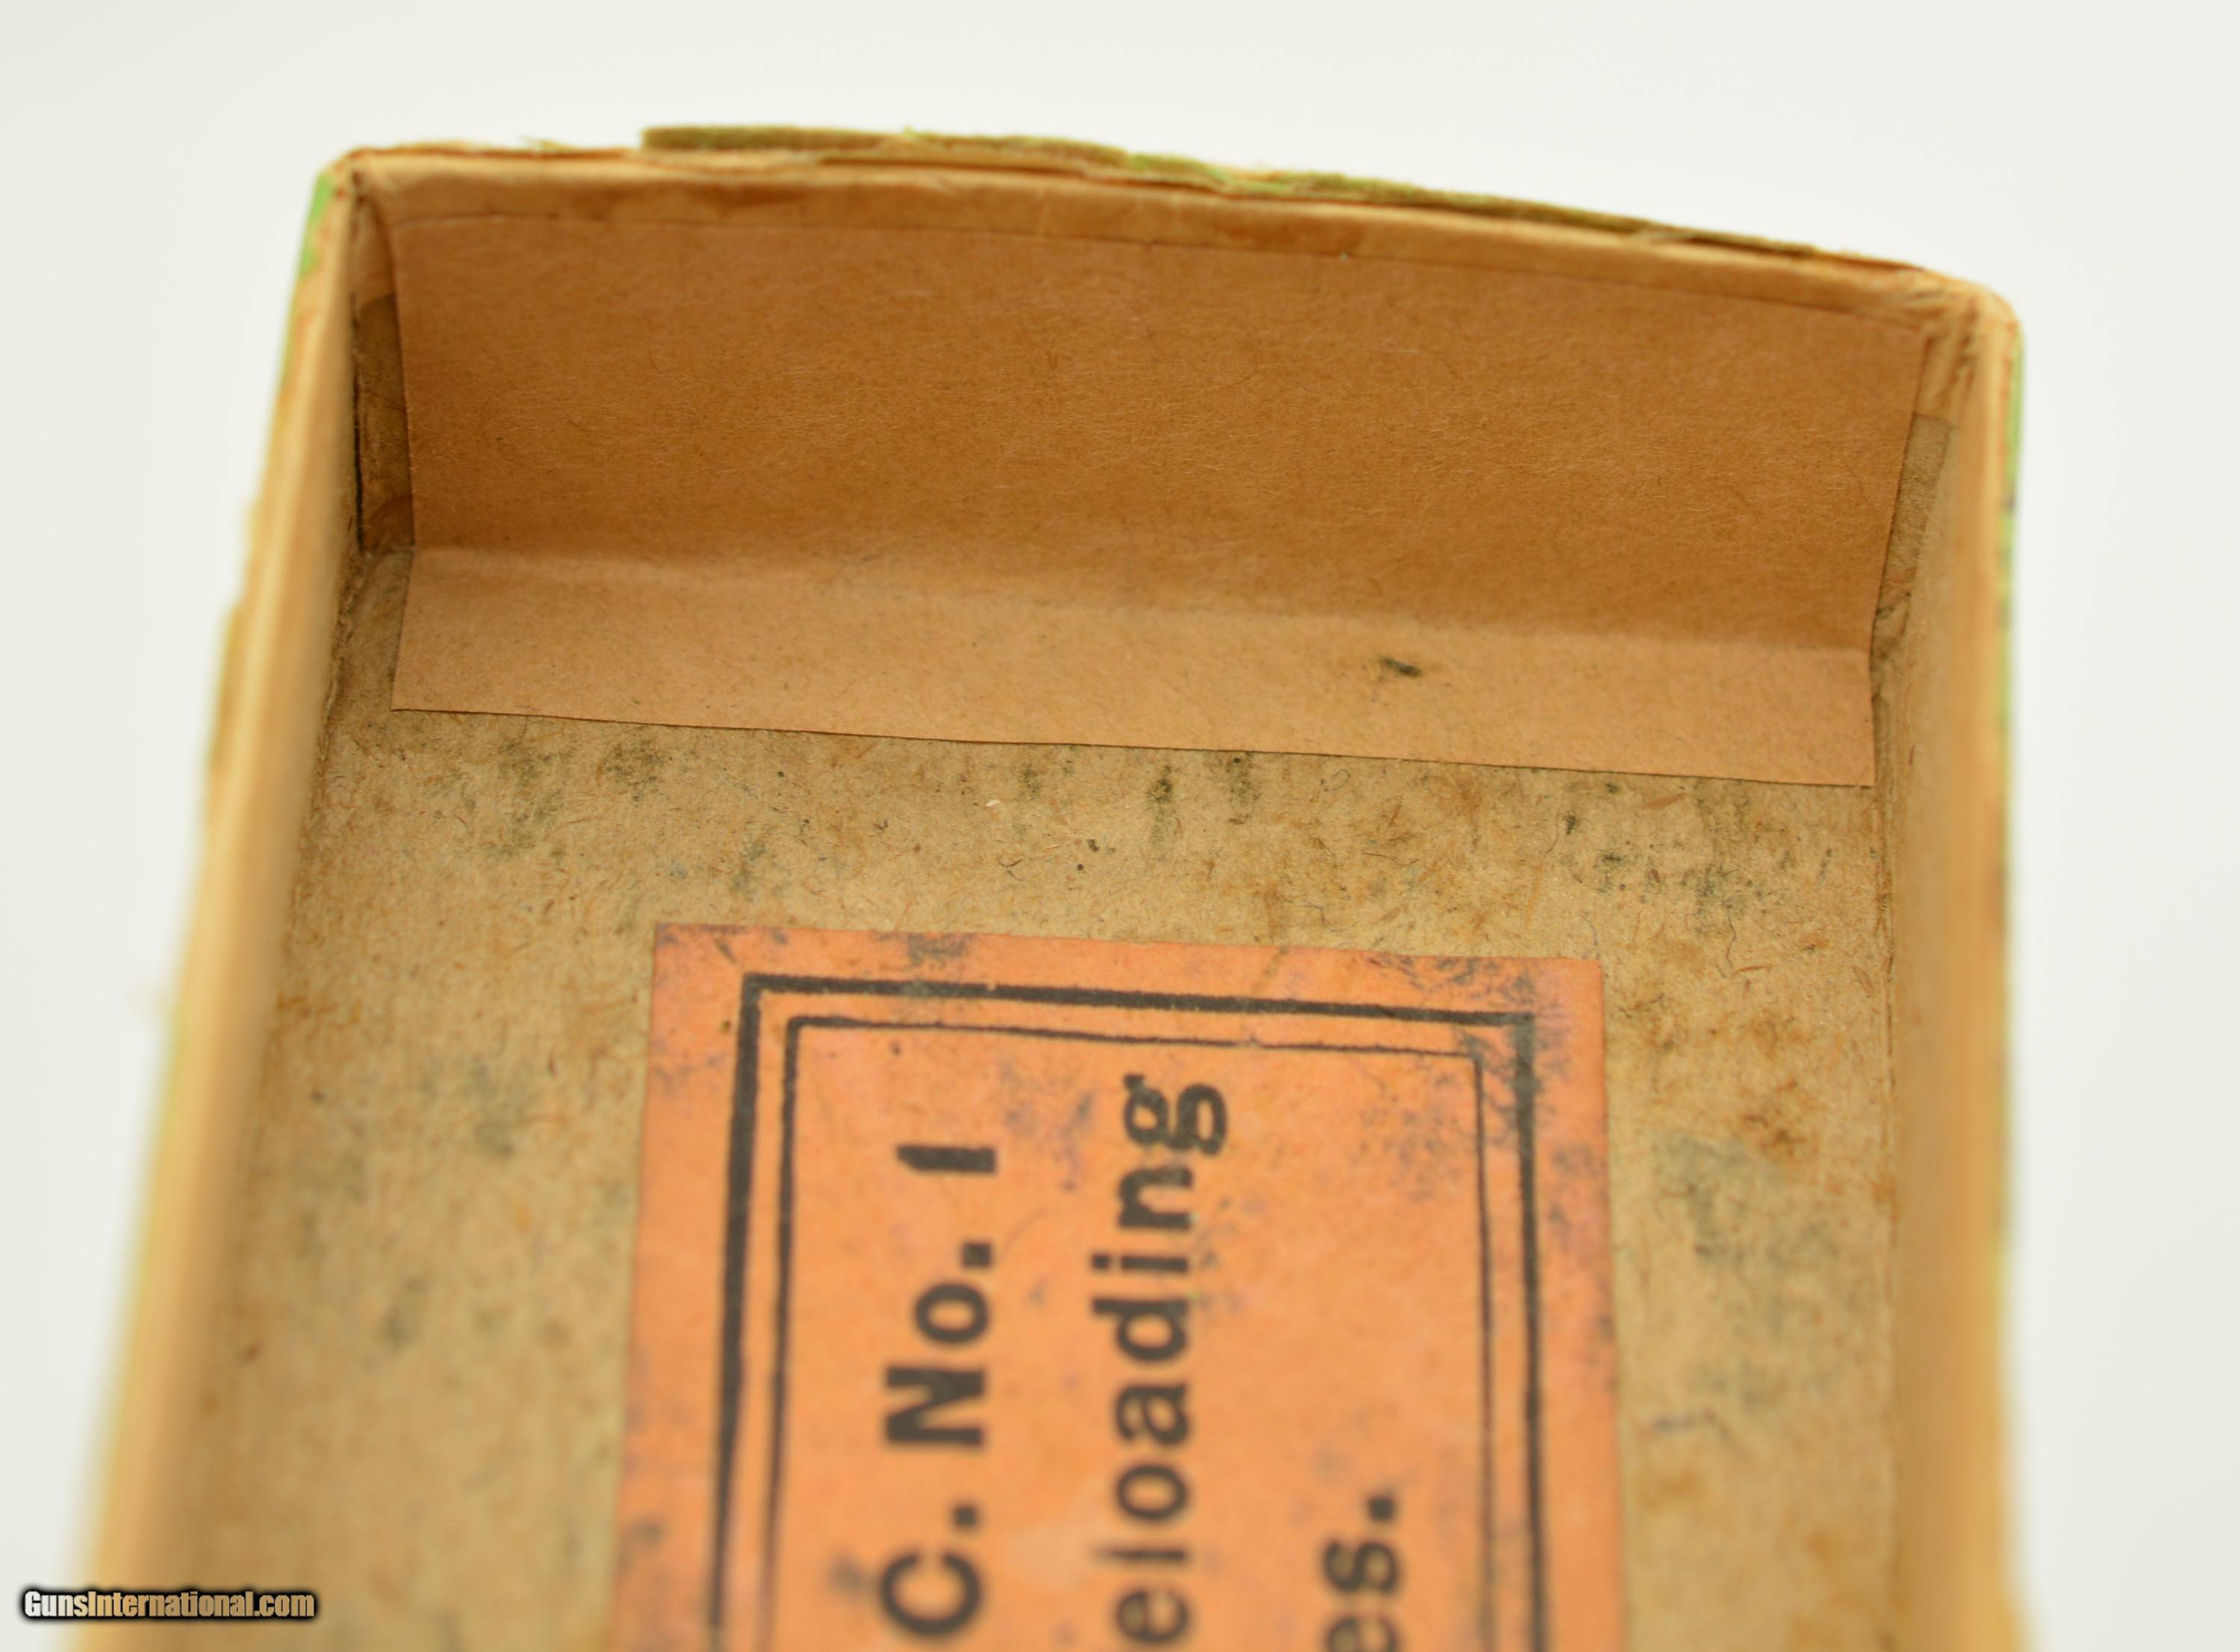 C. No. 1
eloading
es.
GunsInternational.com